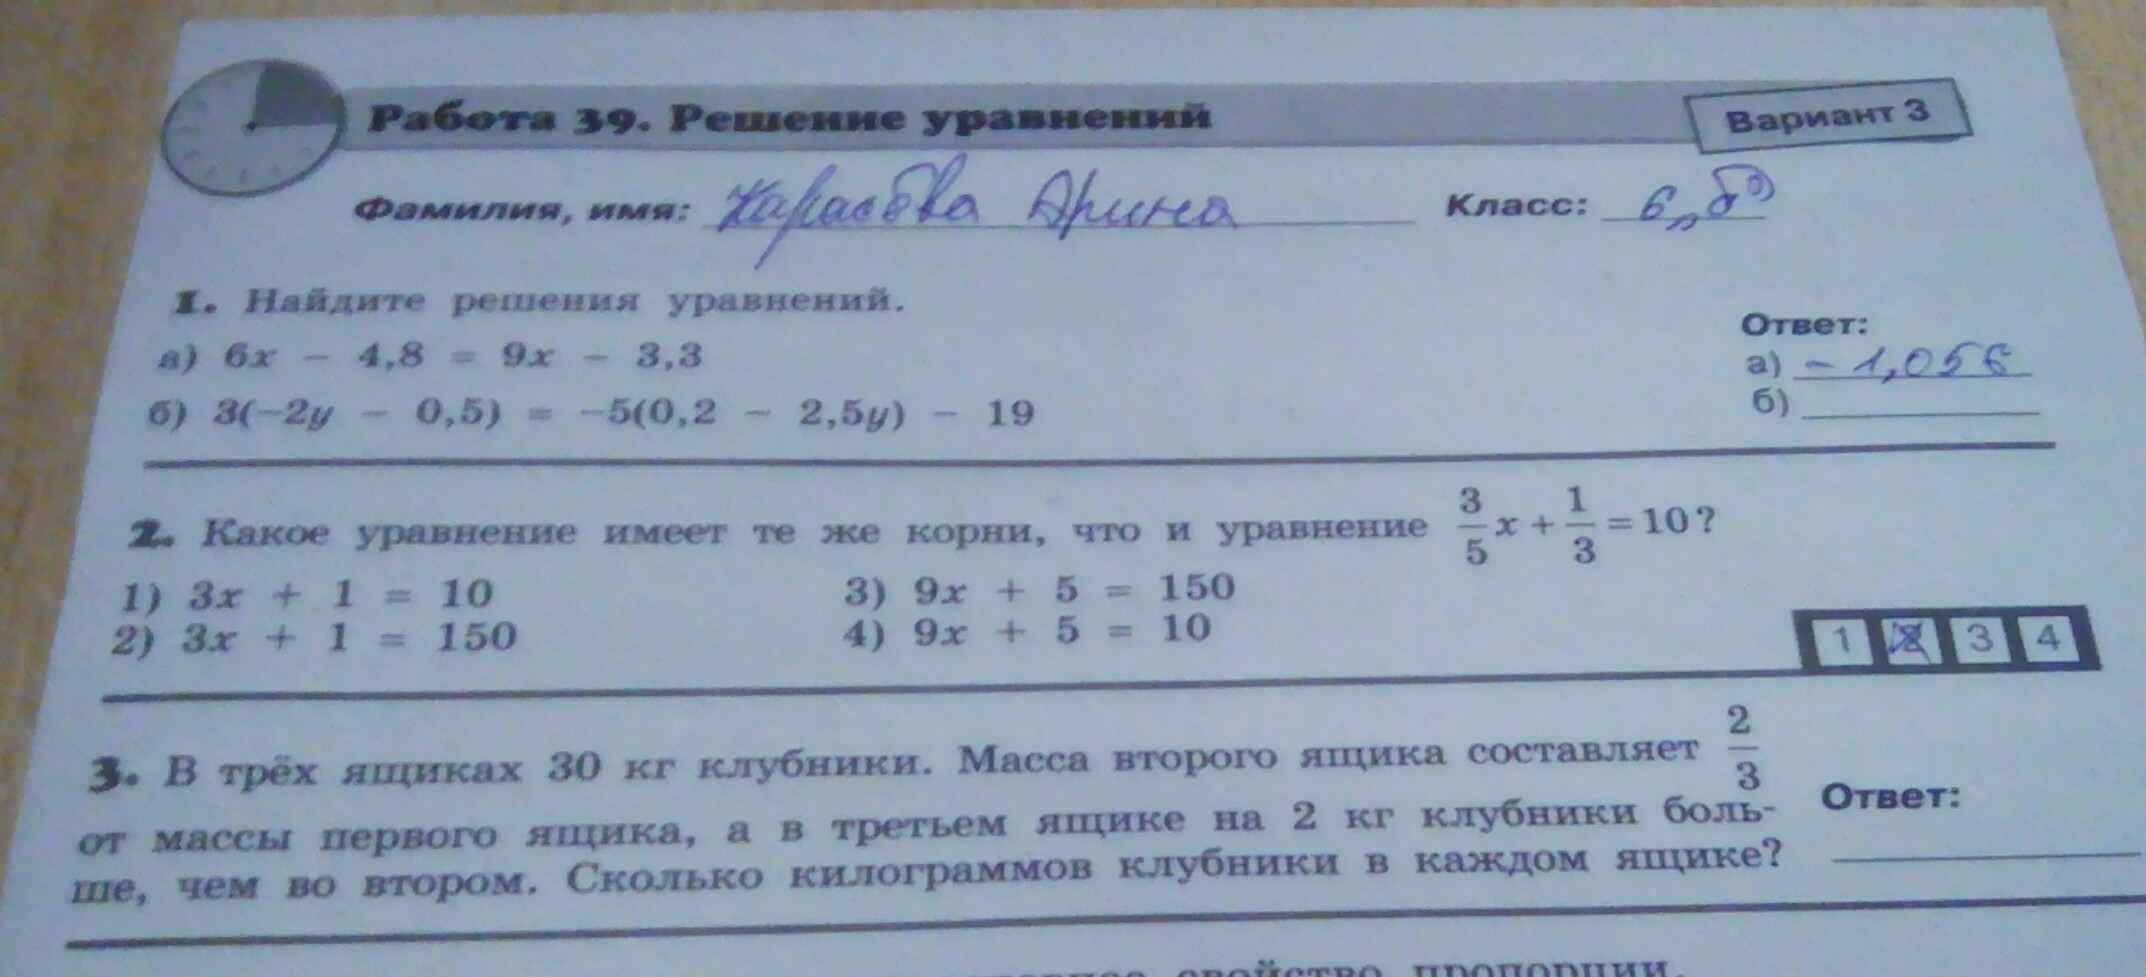 Работа 39. Решение уравнений
Вариант 3
Фамилия, имя: Карасёва Арина Класс: 6 „б”
1. Найдите решения уравнений.
а) 6x − 4,8 = 9x − 3,3
б) 3(−2y − 0,5) = −5(0,2 − 2,5y) − 19
Ответ:
а) − 1,056
б)
2. Какое уравнение имеет те же корни, что и уравнение 3/5 x + 1/3 = 10?
1) 3x + 1 = 10
2) 3x + 1 = 150
3) 9x + 5 = 150
4) 9x + 5 = 10
1 2 3 4
3. В трёх ящиках 30 кг клубники. Масса второго ящика составляет 2/3
от массы первого ящика, а в третьем ящике на 2 кг клубники боль-
ше, чем во втором. Сколько килограммов клубники в каждом ящике?
Ответ:
свойство пропорции.